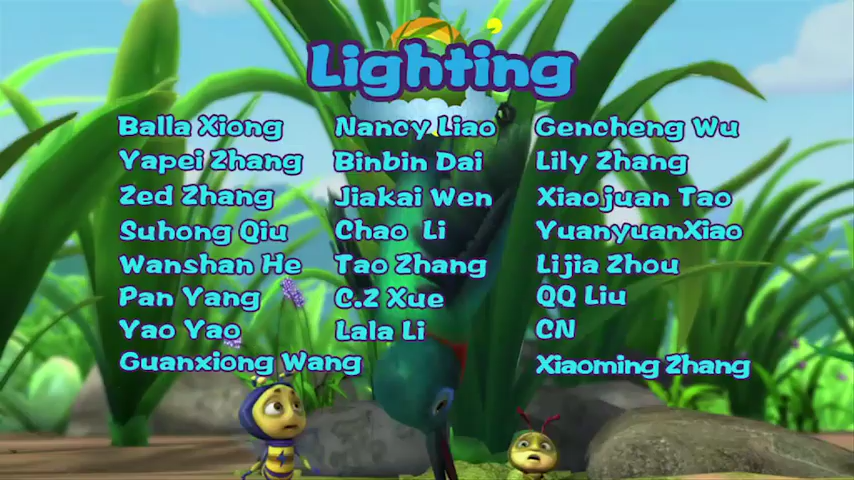 Lighting
Balla Xiong Nancy Liao Gencheng Wu
Yapei Zhang Binbin Dai Lily Zhang
Zed Zhang Jiakai Wen Xiaojuan Tao
Suhong Qiu Chao Li YuanyuanXiao
Wanshan He Tao Zhang Lijia Zhou
Pan Yang C.Z Xue QQ Liu
Yao Yao Lala Li CN
Guanxiong Wang Xiaoming Zhang